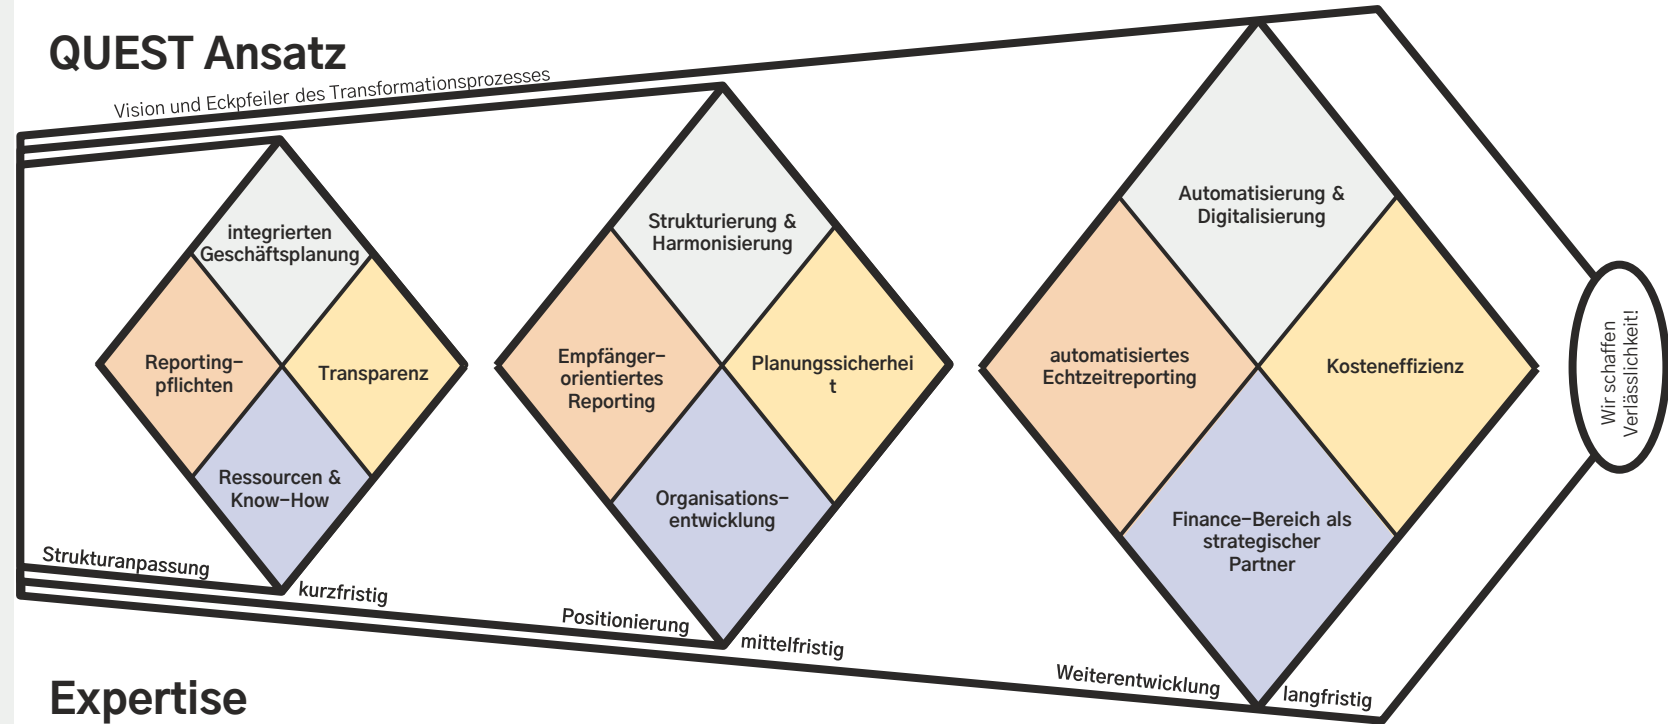 QUEST Ansatz
Vision und Eckpfeiler des Transformationsprozesses
integrierten
Geschäftsplanung
Reporting-
pflichten
Transparenz
Ressourcen &
Know-How
Strukturanpassung
kurzfristig
Strukturierung &
Harmonisierung
Empfänger-
orientiertes
Reporting
Planungssicherhei
t
Organisations-
entwicklung
Positionierung
mittelfristig
Automatisierung &
Digitalisierung
automatisiertes
Echtzeitreporting
Kosteneffizienz
Finance-Bereich als
strategischer
Partner
Weiterentwicklung
langfristig
Wir schaffen
Verlässlichkeit!
Expertise